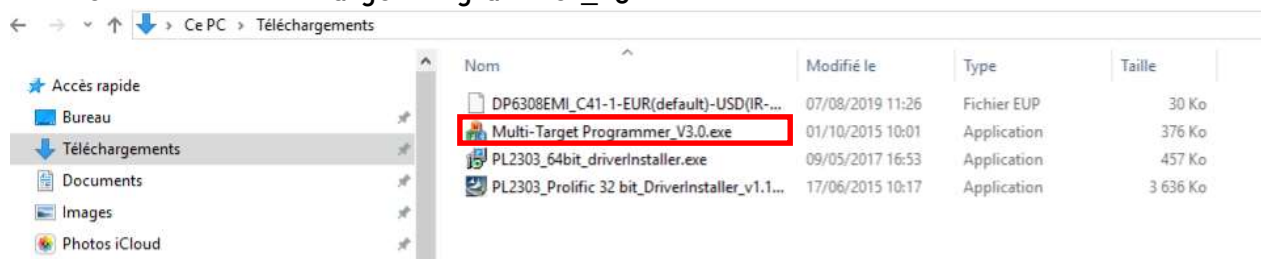 Ce PC > Téléchargements
Nom Modifié le Type Taille
Accès rapide
Bureau
Téléchargements
Documents
Images
Photos iCloud
DP6308EMI_C41-1-EUR(default)-USD(IR-... 07/08/2019 11:26 Fichier EUP 30 Ko
Multi-Target Programmer_V3.0.exe 01/10/2015 10:01 Application 376 Ko
PL2303_64bit_driverInstaller.exe 09/05/2017 16:53 Application 457 Ko
PL2303_Prolific 32 bit_DriverInstaller_v1.1... 17/06/2015 10:17 Application 3 636 Ko